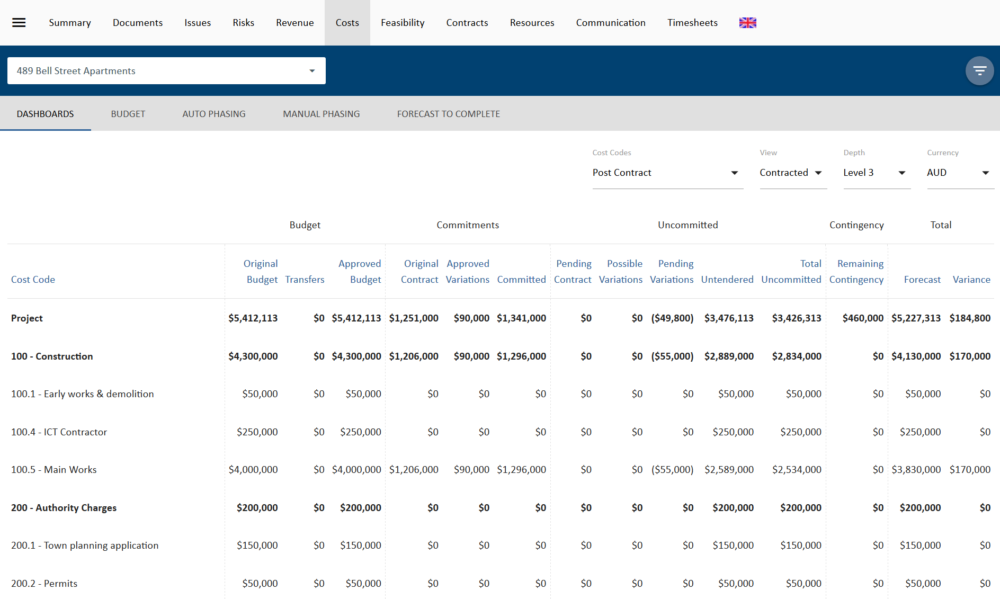 Summary Documents Issues Risks Revenue Costs Feasibility Contracts Resources Communication Timesheets
489 Bell Street Apartments
DASHBOARDS BUDGET AUTO PHASING MANUAL PHASING FORECAST TO COMPLETE
Cost Codes View Depth Currency
Post Contract Contracted Level 3 AUD
Budget Commitments Uncommitted Contingency Total
Original Approved Original Approved Pending Possible Pending Total Remaining
Cost Code Budget Transfers Budget Contract Variations Committed Contract Variations Variations Untendered Uncommitted Contingency Forecast Variance
Project $5,412,113 $0 $5,412,113 $1,251,000 $90,000 $1,341,000 $0 $0 ($49,800) $3,476,113 $3,426,313 $460,000 $5,227,313 $184,800
100 - Construction $4,300,000 $0 $4,300,000 $1,206,000 $90,000 $1,296,000 $0 $0 ($55,000) $2,889,000 $2,834,000 $0 $4,130,000 $170,000
100.1 - Early works & demolition $50,000 $0 $50,000 $0 $0 $0 $0 $0 $0 $50,000 $50,000 $0 $50,000 $0
100.4 - ICT Contractor $250,000 $0 $250,000 $0 $0 $0 $0 $0 $0 $250,000 $250,000 $0 $250,000 $0
100.5 - Main Works $4,000,000 $0 $4,000,000 $1,206,000 $90,000 $1,296,000 $0 $0 ($55,000) $2,589,000 $2,534,000 $0 $3,830,000 $170,000
200 - Authority Charges $200,000 $0 $200,000 $0 $0 $0 $0 $0 $0 $200,000 $200,000 $0 $200,000 $0
200.1 - Town planning application $150,000 $0 $150,000 $0 $0 $0 $0 $0 $0 $150,000 $150,000 $0 $150,000 $0
200.2 - Permits $50,000 $0 $50,000 $0 $0 $0 $0 $0 $0 $50,000 $50,000 $0 $50,000 $0